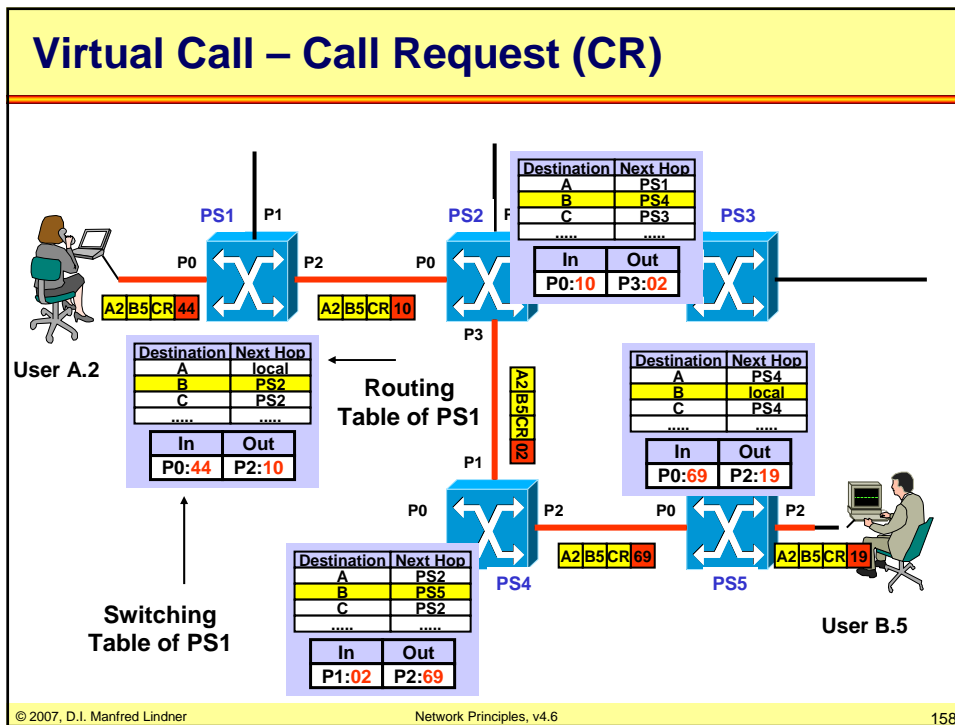 Virtual Call – Call Request (CR)
Destination Next Hop
A PS1
B PS4
C PS3
..... .....
In Out
P0:10 P3:02
PS1
P1
PS2
PS3
P0
P2
P0
A2 B5 CR 44
A2 B5 CR 10
P3
User A.2
Destination Next Hop
A local
B PS2
C PS2
..... .....
In Out
P0:44 P2:10
Routing
Table of PS1
A2 B5 CR 02
Destination Next Hop
A PS4
B local
C PS4
..... .....
In Out
P0:69 P2:19
P1
P0
P2
P0
P2
A2 B5 CR 69
A2 B5 CR 19
PS4
PS5
Destination Next Hop
A PS2
B PS5
C PS2
..... .....
In Out
P1:02 P2:69
Switching
Table of PS1
User B.5
© 2007, D.I. Manfred Lindner
Network Principles, v4.6
158